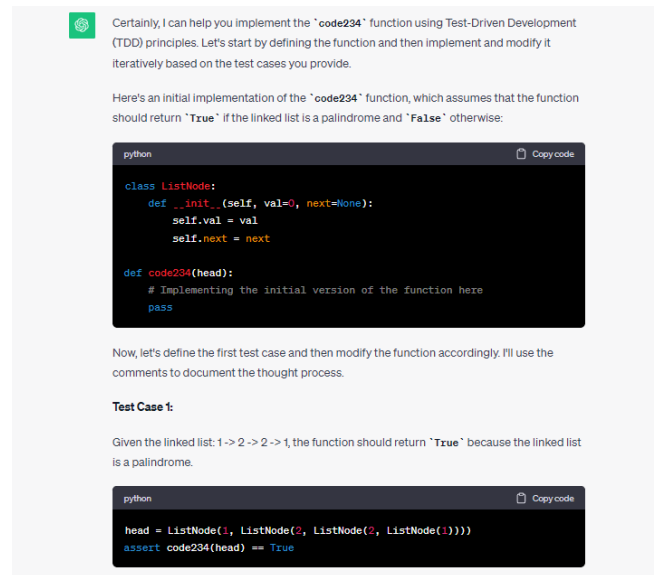 Certainly, I can help you implement the `code234` function using Test-Driven Development
(TDD) principles. Let's start by defining the function and then implement and modify it
iteratively based on the test cases you provide.
Here's an initial implementation of the `code234` function, which assumes that the function
should return `True` if the linked list is a palindrome and `False` otherwise:
python Copy code
class ListNode:
    def __init__(self, val=0, next=None):
        self.val = val
        self.next = next
def code234(head):
    # Implementing the initial version of the function here
    pass
Now, let's define the first test case and then modify the function accordingly. I'll use the
comments to document the thought process.
Test Case 1:
Given the linked list: 1 -> 2 -> 2 -> 1, the function should return `True` because the linked list
is a palindrome.
python Copy code
head = ListNode(1, ListNode(2, ListNode(2, ListNode(1))))
assert code234(head) == True